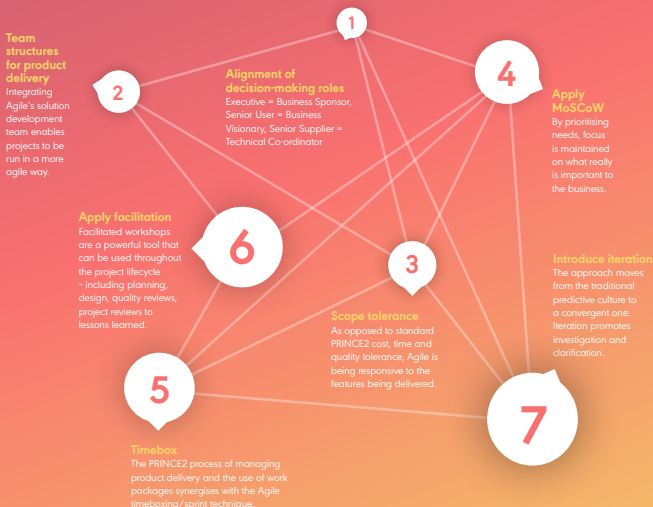 1
Alignment of
decision-making roles
Executive = Business Sponsor,
Senior User = Business
Visionary, Senior Supplier =
Technical Co-ordinator
2
Team
structures
for product
delivery
Integrating
Agile's solution
development
team enables
projects to be
run in a more
agile way.
3
Scope tolerance
As opposed to standard
PRINCE2 cost, time and
quality tolerance, Agile is
being responsive to the
features being delivered.
4
Apply
MoSCoW
By prioritising
needs, focus
is maintained
on what really
is important to
the business.
5
Timebox
The PRINCE2 process of managing
product delivery and the use of work
packages synergises with the Agile
timeboxing/sprint technique.
6
Apply facilitation
Facilitated workshops
are a powerful tool that
can be used throughout
the project lifecycle
– including planning,
design, quality reviews,
project reviews to
lessons learned.
7
Introduce iteration
The approach moves
from the traditional
predictive culture to
a convergent one.
Iteration promotes
investigation and
clarification.